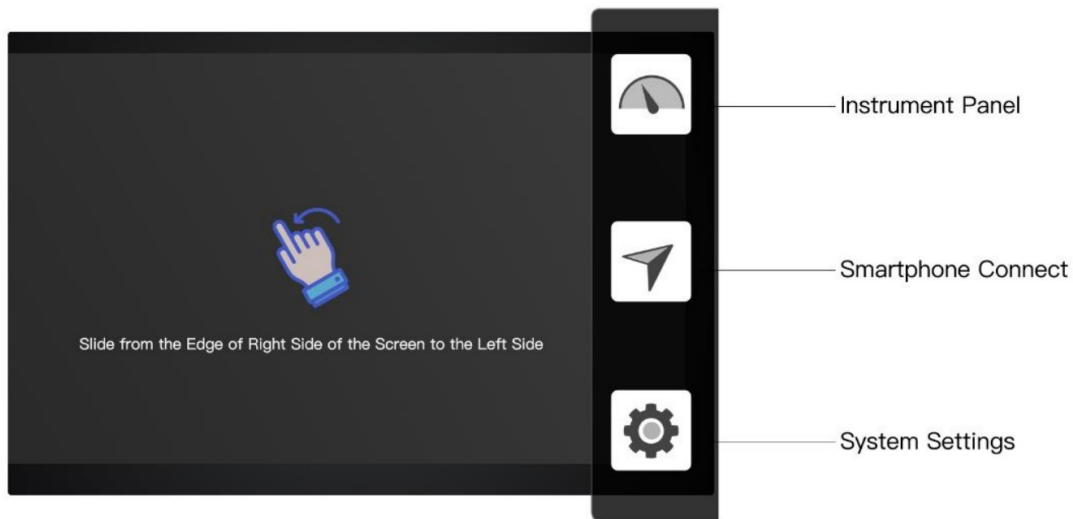 Instrument Panel
Smartphone Connect
Slide from the Edge of Right Side of the Screen to the Left Side
System Settings